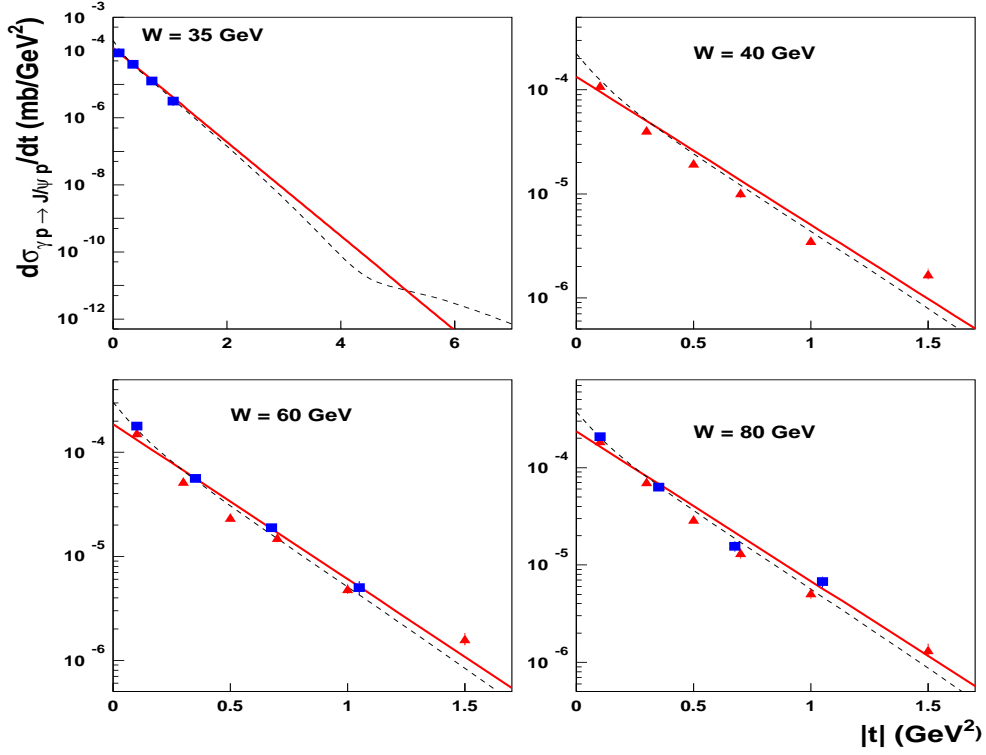 dσγ p→ J/ψ p/dt (mb/GeV²)
W = 35 GeV
10⁻³
10⁻⁴
10⁻⁶
10⁻⁸
10⁻¹⁰
10⁻¹²
0 2 4 6
W = 40 GeV
10⁻⁴
10⁻⁵
10⁻⁶
0 0.5 1 1.5
W = 60 GeV
10⁻⁴
10⁻⁵
10⁻⁶
0 0.5 1 1.5
W = 80 GeV
10⁻⁴
10⁻⁵
10⁻⁶
0 0.5 1 1.5
|t| (GeV²)